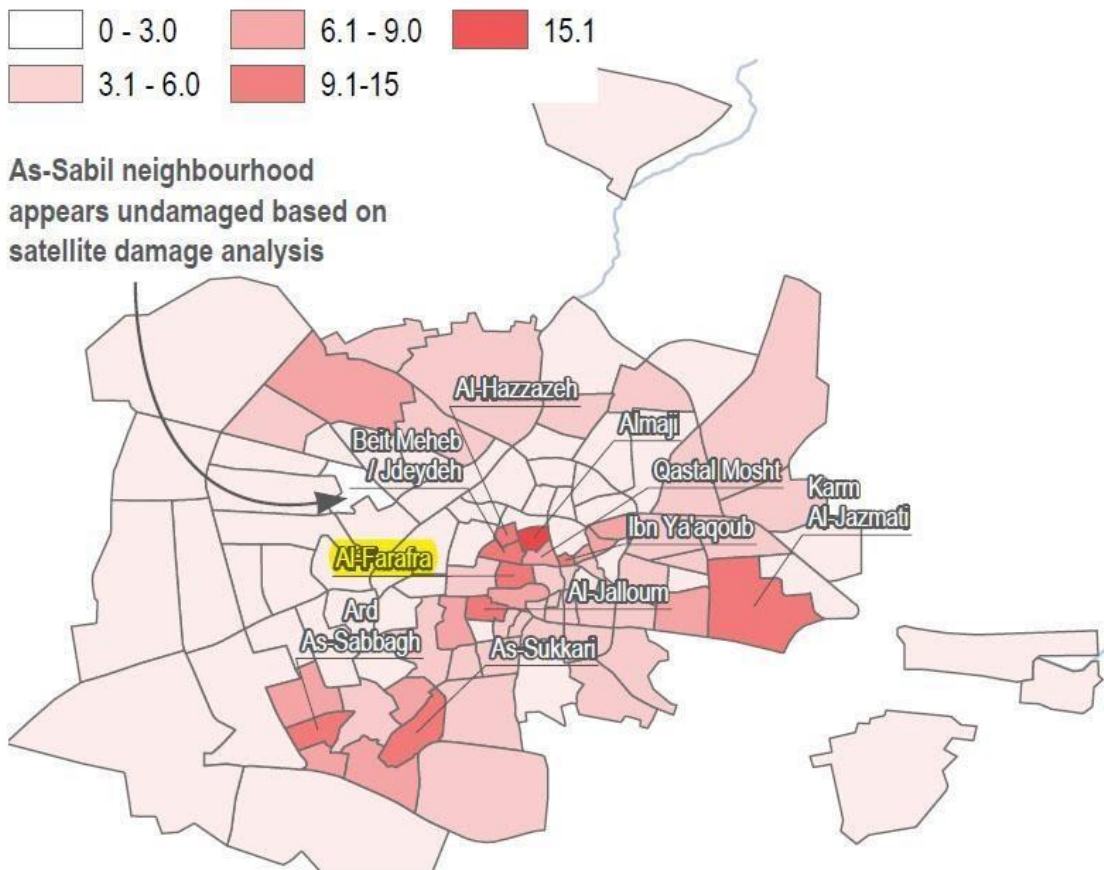 0 - 3.0
6.1 - 9.0
15.1
3.1 - 6.0
9.1-15
As-Sabil neighbourhood
appears undamaged based on
satellite damage analysis
Al-Hazzazeh
Almaji
Beit Meheb
/ Jdeydeh
Qastal Mosht
Karm
Al-Jazmati
Ibn Ya'aqoub
Al-Farafra
Al-Jalloum
Ard
As-Sabbagh
As-Sukkari